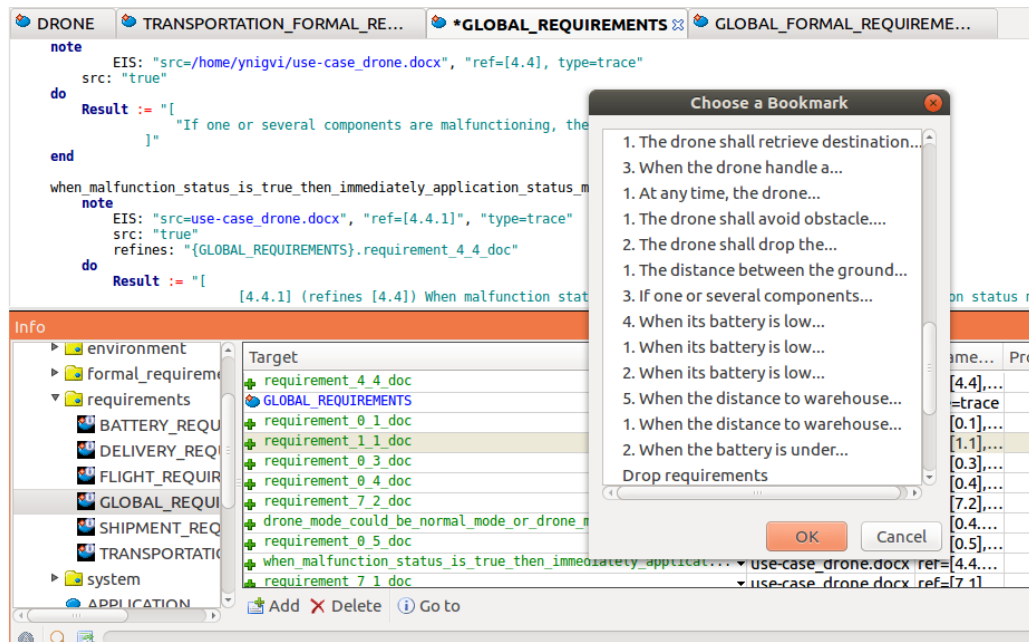 DRONE
TRANSPORTATION_FORMAL_RE...
*GLOBAL_REQUIREMENTS
GLOBAL_FORMAL_REQUIREME...
note
EIS: "src=/home/ynigvi/use-case_drone.docx", "ref=[4.4], type=trace"
src: "true"
do
Result := "[
"If one or several components are malfunctioning, the
]"
end
when_malfunction_status_is_true_then_immediately_application_status_m
note
EIS: "src=use-case_drone.docx", "ref=[4.4.1]", "type=trace"
src: "true"
refines: "{GLOBAL_REQUIREMENTS}.requirement_4_4_doc"
do
Result := "[
[4.4.1] (refines [4.4]) When malfunction stat
on status m
Choose a Bookmark
1. The drone shall retrieve destination...
3. When the drone handle a...
1. At any time, the drone...
1. The drone shall avoid obstacle....
2. The drone shall drop the...
1. The distance between the ground...
3. If one or several components...
4. When its battery is low...
1. When its battery is low...
2. When its battery is low...
5. When the distance to warehouse...
1. When the distance to warehouse...
2. When the battery is under...
Drop requirements
OK
Cancel
Info
environment
formal_requireme
requirements
BATTERY_REQU
DELIVERY_REQ
FLIGHT_REQUIR
GLOBAL_REQUI
SHIPMENT_REQ
TRANSPORTATIO
system
APPLICATION
Target
ame...
Pro
requirement_4_4_doc
[4.4],...
GLOBAL_REQUIREMENTS
=trace
requirement_0_1_doc
[0.1],...
requirement_1_1_doc
[1.1],...
requirement_0_3_doc
[0.3],...
requirement_0_4_doc
[0.4],...
requirement_7_2_doc
[7.2],...
drone_mode_could_be_normal_mode_or_drone_m
[0.4....
requirement_0_5_doc
[0.5],...
when_malfunction_status_is_true_then_immediately_applicat...
use-case_drone.docx
ref=[4.4....
requirement_7_1_doc
use-case_drone.docx
ref=[7.1]
Add
Delete
Go to